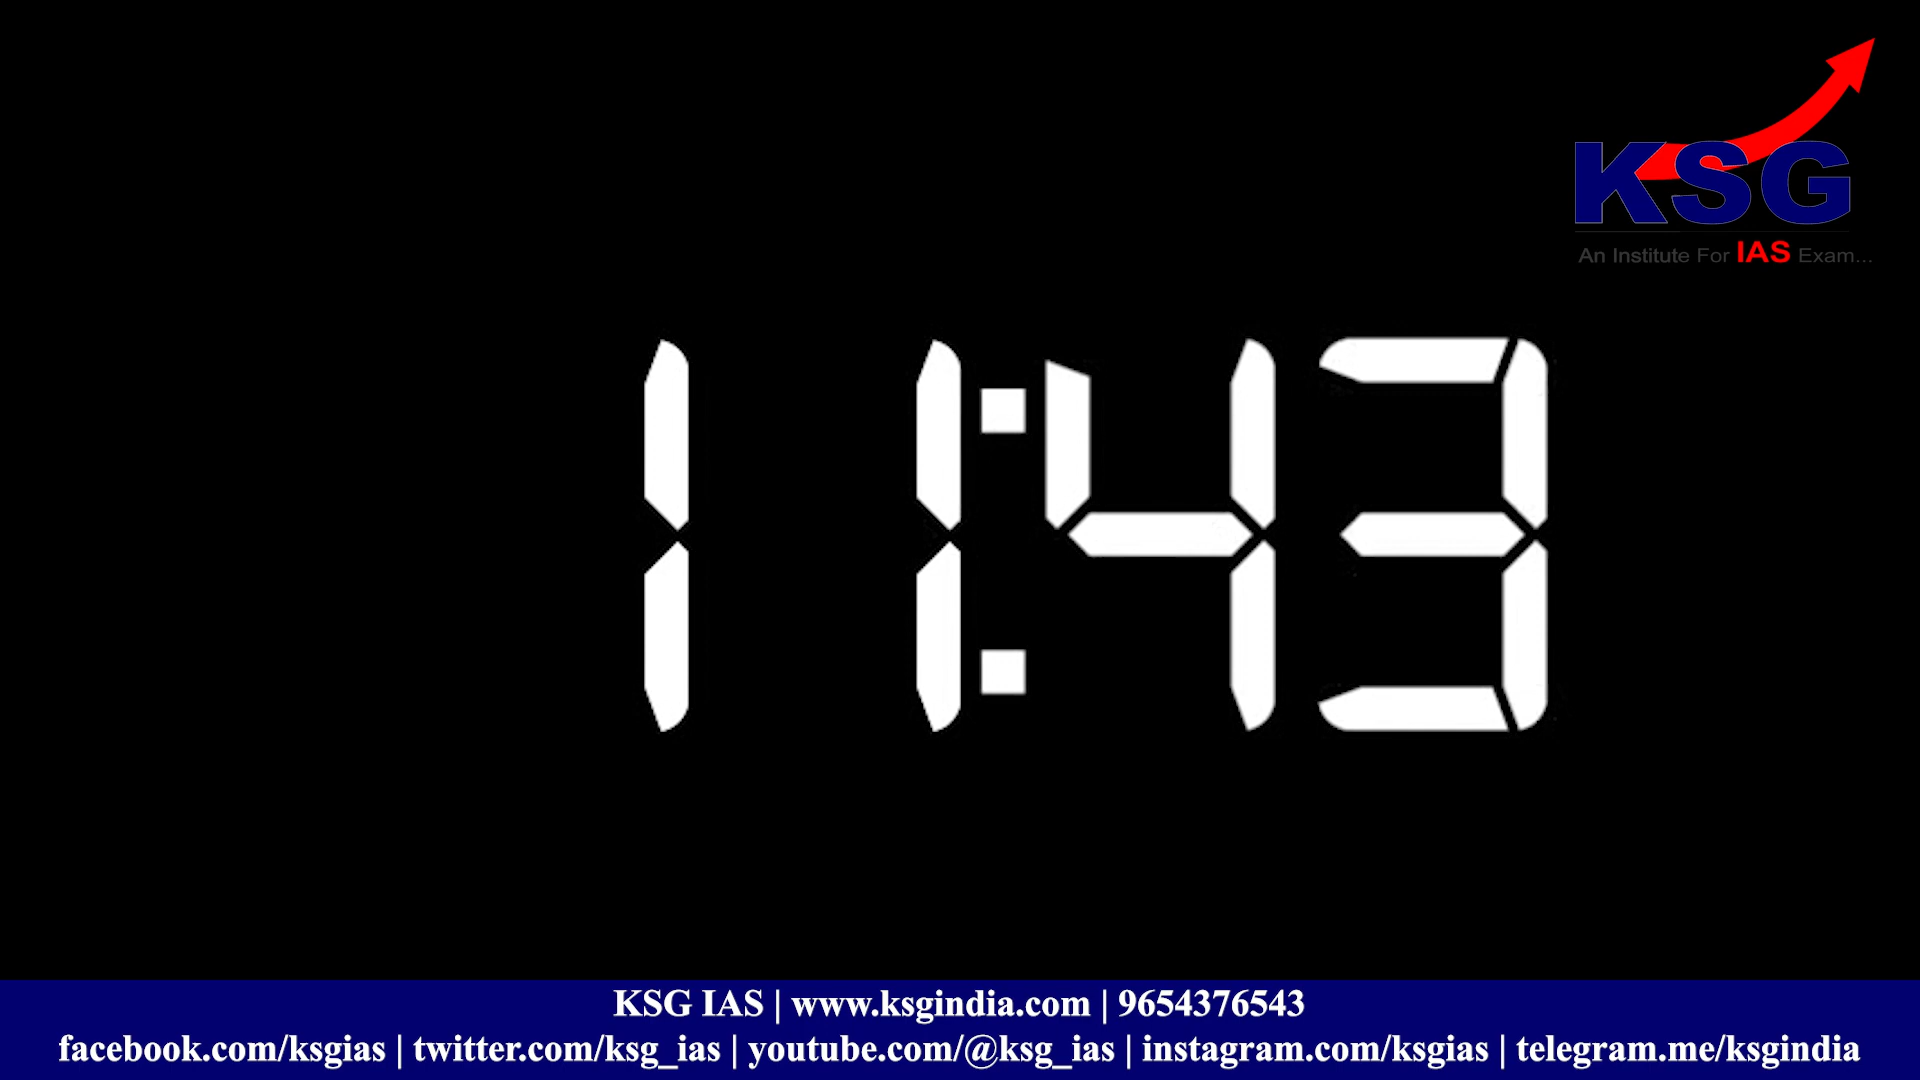 KSG
An Institute For IAS Exam...
11:43
KSG IAS | www.ksgindia.com | 9654376543
facebook.com/ksgias | twitter.com/ksg_ias | youtube.com/@ksg_ias | instagram.com/ksgias | telegram.me/ksgindia